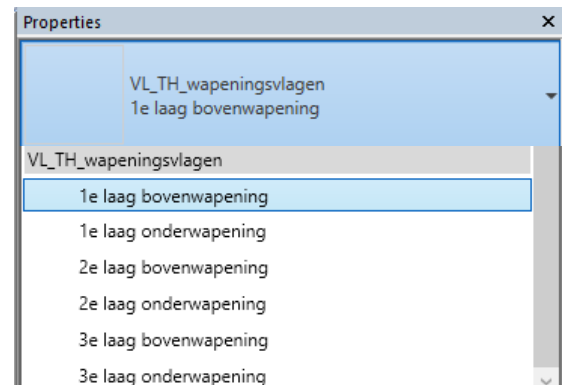 Properties
VL_TH_wapeningsvlagen
1e laag bovenwapening
VL_TH_wapeningsvlagen
1e laag bovenwapening
1e laag onderwapening
2e laag bovenwapening
2e laag onderwapening
3e laag bovenwapening
3e laag onderwapening